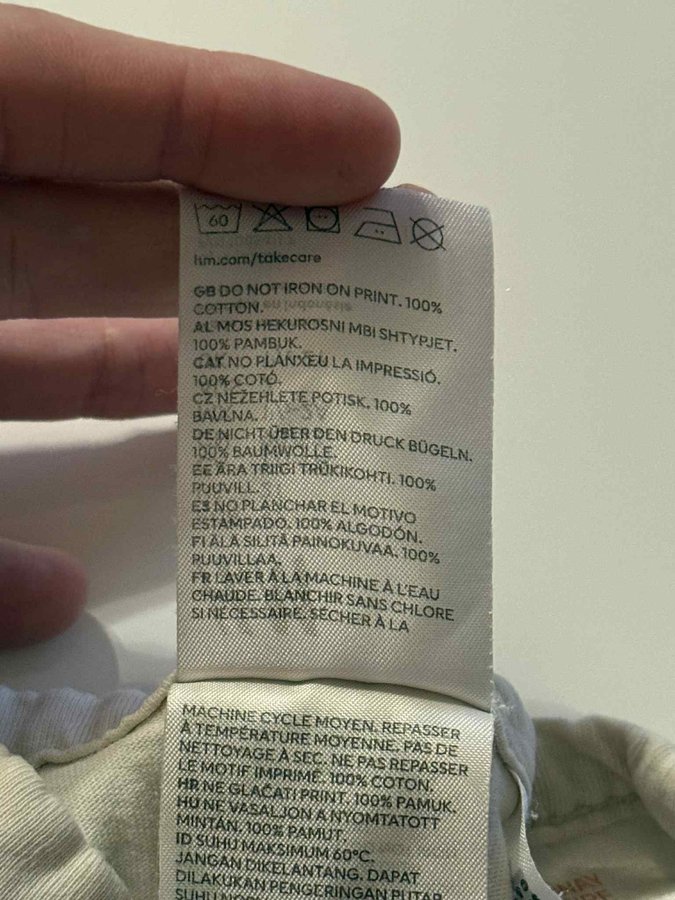 60
hm.com/takecare
GB DO NOT IRON ON PRINT. 100%
COTTON.
AL MOS HEKUROSNI MBI SHTYPJET.
100% PAMBUK.
CAT NO PLANXEU LA IMPRESSIÓ.
100% COTÓ.
CZ NEŽEHLETE POTISK. 100%
BAVLNA.
DE NICHT ÜBER DEN DRUCK BÜGELN.
100% BAUMWOLLE.
EE ÄRA TRIIGI TRÜKIKOHTI. 100%
PUUVILL.
ES NO PLANCHAR EL MOTIVO
ESTAMPADO. 100% ALGODÓN.
FI ÄLÄ SILITÄ PAINOKUVAA. 100%
PUUVILLAA.
FR LAVER À LA MACHINE À L'EAU
CHAUDE. BLANCHIR SANS CHLORE
SI NÉCESSAIRE. SÉCHER À LA
MACHINE CYCLE MOYEN. REPASSER
À TEMPÉRATURE MOYENNE. PAS DE
NETTOYAGE À SEC. NE PAS REPASSER
LE MOTIF IMPRIMÉ. 100% COTON.
HR NE GLAČATI PRINT. 100% PAMUK.
HU NE VASALJON A NYOMTATOTT
MINTÁN. 100% PAMUT.
ID SUHU MAKSIMUM 60°C.
JANGAN DIKELANTANG. DAPAT
DILAKUKAN PENGERINGAN PUTAR